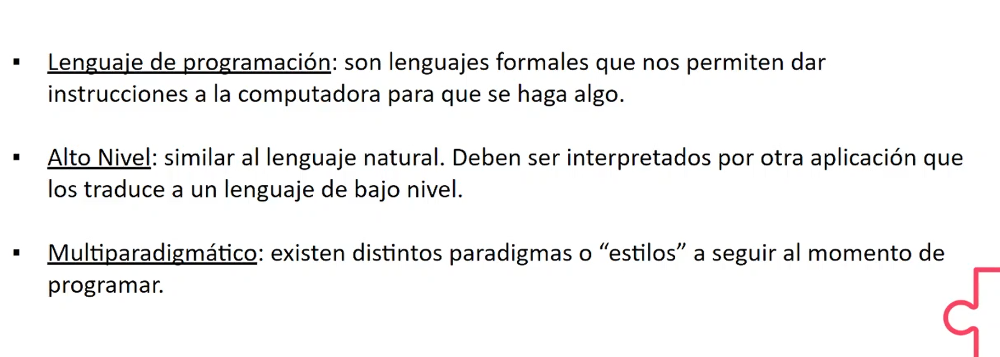 ▪ Lenguaje de programación: son lenguajes formales que nos permiten dar
instrucciones a la computadora para que se haga algo.
▪ Alto Nivel: similar al lenguaje natural. Deben ser interpretados por otra aplicación que
los traduce a un lenguaje de bajo nivel.
▪ Multiparadigmático: existen distintos paradigmas o “estilos” a seguir al momento de
programar.